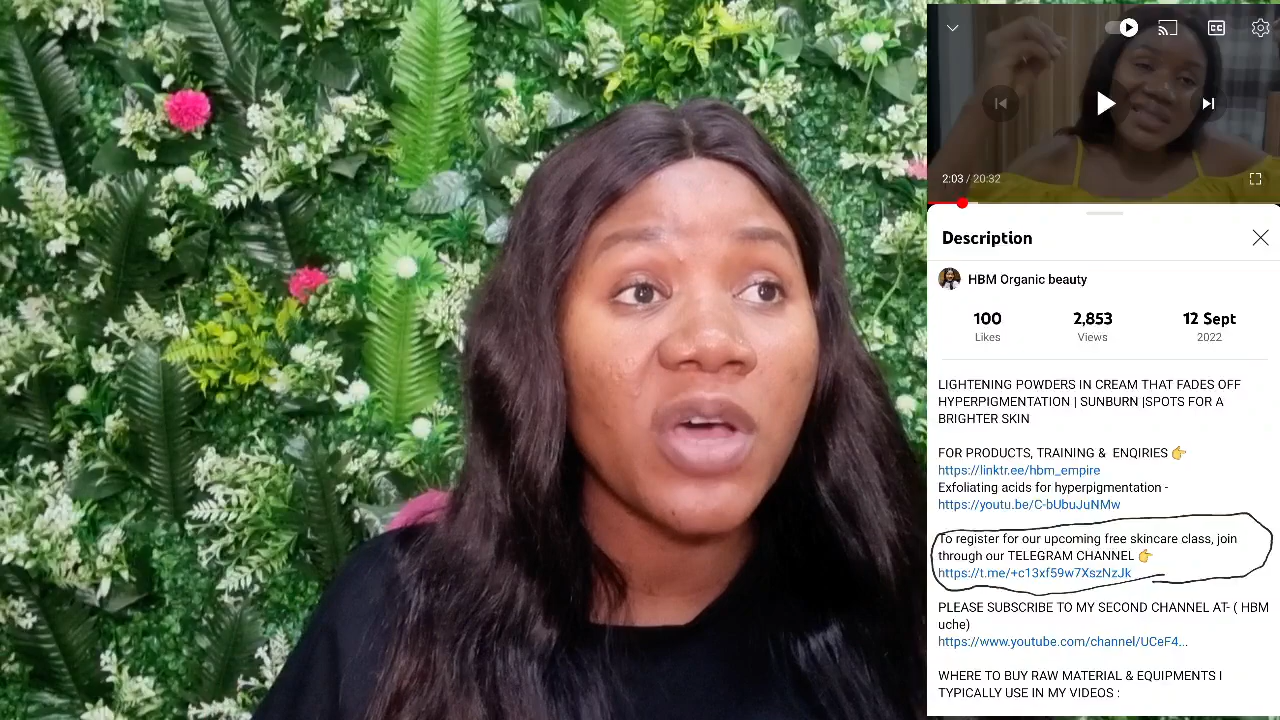 CC
2:03 / 20:32
Description
HBM Organic beauty
100
2,853
12 Sept
Likes
Views
2022
LIGHTENING POWDERS IN CREAM THAT FADES OFF
HYPERPIGMENTATION | SUNBURN |SPOTS FOR A
BRIGHTER SKIN
FOR PRODUCTS, TRAINING & ENQIRIES 👉
https://linktr.ee/hbm_empire
Exfoliating acids for hyperpigmentation -
https://youtu.be/C-bUbuJuNMw
To register for our upcoming free skincare class, join
through our TELEGRAM CHANNEL 👉
https://t.me/+c13xf59w7XszNzJk
PLEASE SUBSCRIBE TO MY SECOND CHANNEL AT- ( HBM
uche)
https://www.youtube.com/channel/UCeF4...
WHERE TO BUY RAW MATERIAL & EQUIPMENTS I
TYPICALLY USE IN MY VIDEOS :